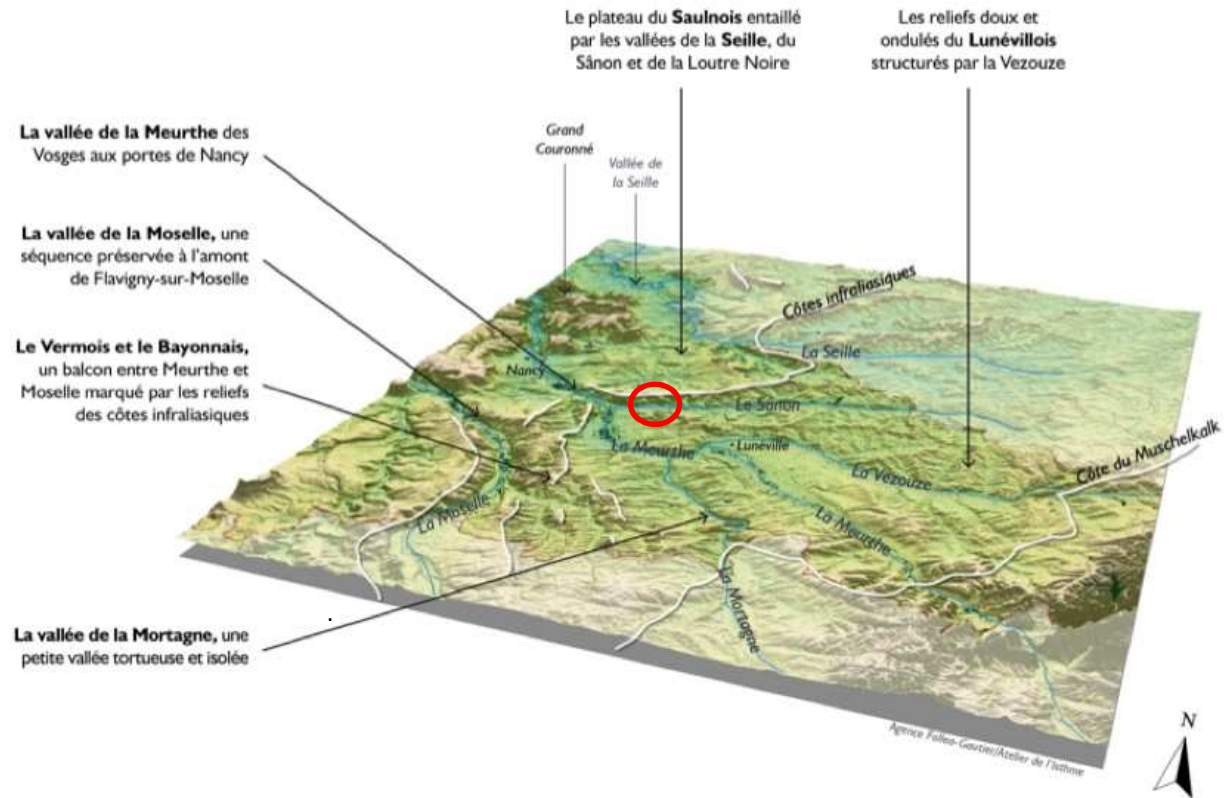 Le plateau du Saulnois entaillé
par les vallées de la Seille, du
Sânon et de la Loutre Noire
Les reliefs doux et
ondulés du Lunévillois
structurés par la Vezouze
La vallée de la Meurthe des
Vosges aux portes de Nancy
Grand
Couronné
Vallée de
la Seille
La vallée de la Moselle, une
séquence préservée à l'amont
de Flavigny-sur-Moselle
Le Vermois et le Bayonnais,
un balcon entre Meurthe et
Moselle marqué par les reliefs
des côtes infraliasiques
Côtes infraliasiques
La Seille
Nancy
Le Sânon
La Meurthe
Lunéville
La Vezouze
Côte du Muschelkalk
La Moselle
La Meurthe
La Mortagne
La vallée de la Mortagne, une
petite vallée tortueuse et isolée
Agence Folléa-Gautier/Atelier de l'Isthme
N